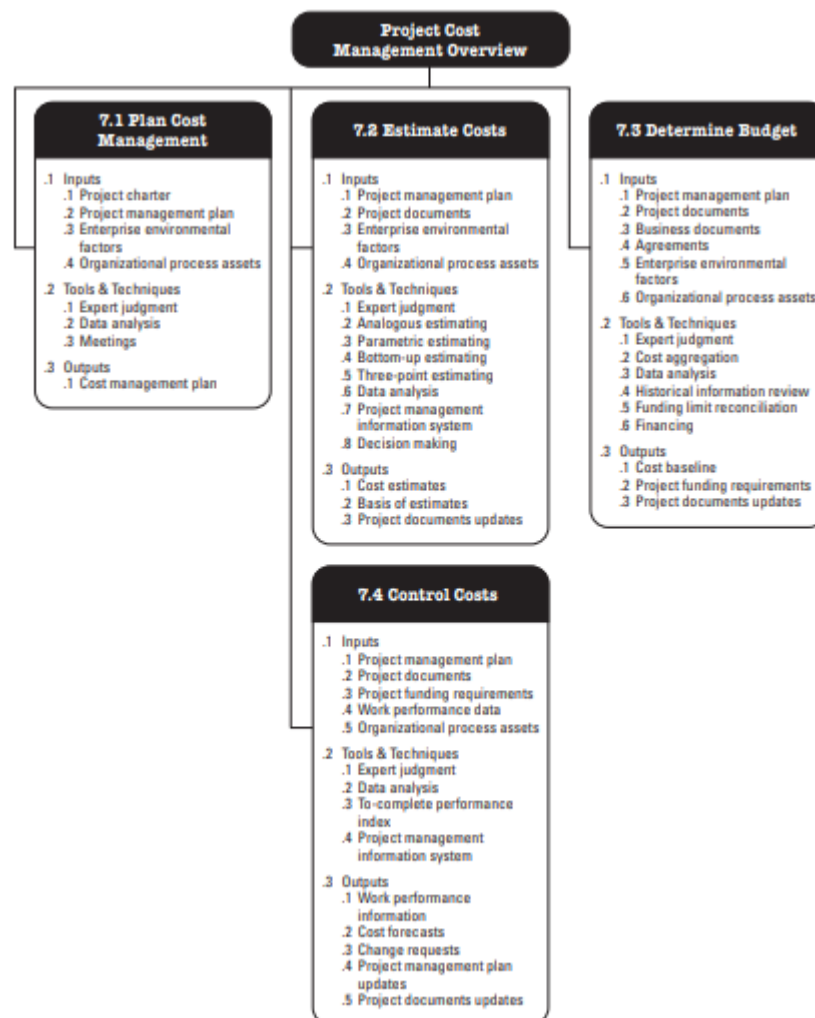 Project Cost
Management Overview
7.1 Plan Cost
Management
.1 Inputs
.1 Project charter
.2 Project management plan
.3 Enterprise environmental
factors
.4 Organizational process assets
.2 Tools & Techniques
.1 Expert judgment
.2 Data analysis
.3 Meetings
.3 Outputs
.1 Cost management plan
7.2 Estimate Costs
.1 Inputs
.1 Project management plan
.2 Project documents
.3 Enterprise environmental
factors
.4 Organizational process assets
.2 Tools & Techniques
.1 Expert judgment
.2 Analogous estimating
.3 Parametric estimating
.4 Bottom-up estimating
.5 Three-point estimating
.6 Data analysis
.7 Project management
information system
.8 Decision making
.3 Outputs
.1 Cost estimates
.2 Basis of estimates
.3 Project documents updates
7.3 Determine Budget
.1 Inputs
.1 Project management plan
.2 Project documents
.3 Business documents
.4 Agreements
.5 Enterprise environmental
factors
.6 Organizational process assets
.2 Tools & Techniques
.1 Expert judgment
.2 Cost aggregation
.3 Data analysis
.4 Historical information review
.5 Funding limit reconciliation
.6 Financing
.3 Outputs
.1 Cost baseline
.2 Project funding requirements
.3 Project documents updates
7.4 Control Costs
.1 Inputs
.1 Project management plan
.2 Project documents
.3 Project funding requirements
.4 Work performance data
.5 Organizational process assets
.2 Tools & Techniques
.1 Expert judgment
.2 Data analysis
.3 To-complete performance
index
.4 Project management
information system
.3 Outputs
.1 Work performance
information
.2 Cost forecasts
.3 Change requests
.4 Project management plan
updates
.5 Project documents updates